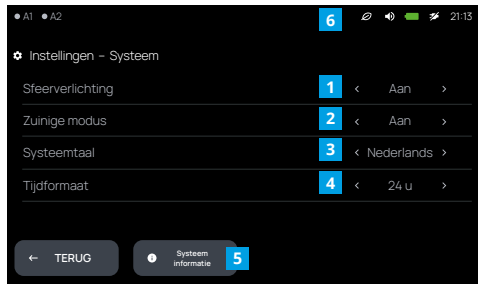 A1 A2 6 21:13
Instellingen – Systeem
Sfeerverlichting 1 < Aan >
Zuinige modus 2 < Aan >
Systeemtaal 3 < Nederlands >
Tijdformaat 4 < 24 u >
← TERUG
Systeem
informatie
5